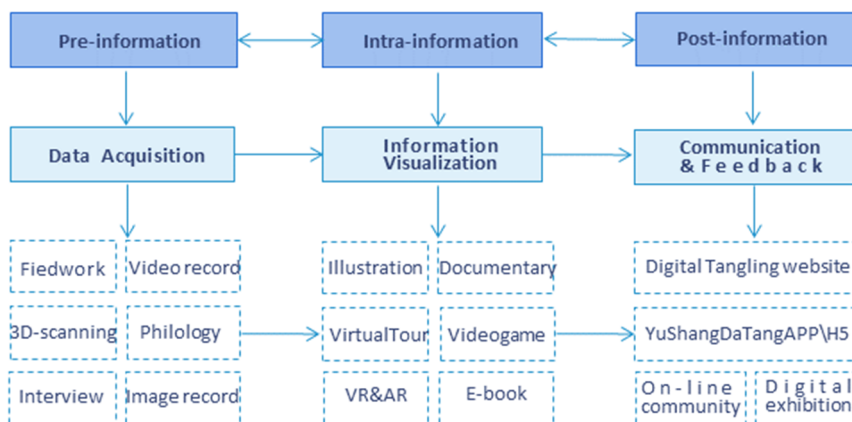 Pre-information
Intra-information
Post-information
Data Acquisition
Information
Visualization
Communication
& Feedback
Fiedwork
Video record
Illustration
Documentary
Digital Tangling website
3D-scanning
Philology
VirtualTour
Videogame
YuShangDaTangAPP\H5
Interview
Image record
VR&AR
E-book
On-line
community
Digital
exhibition